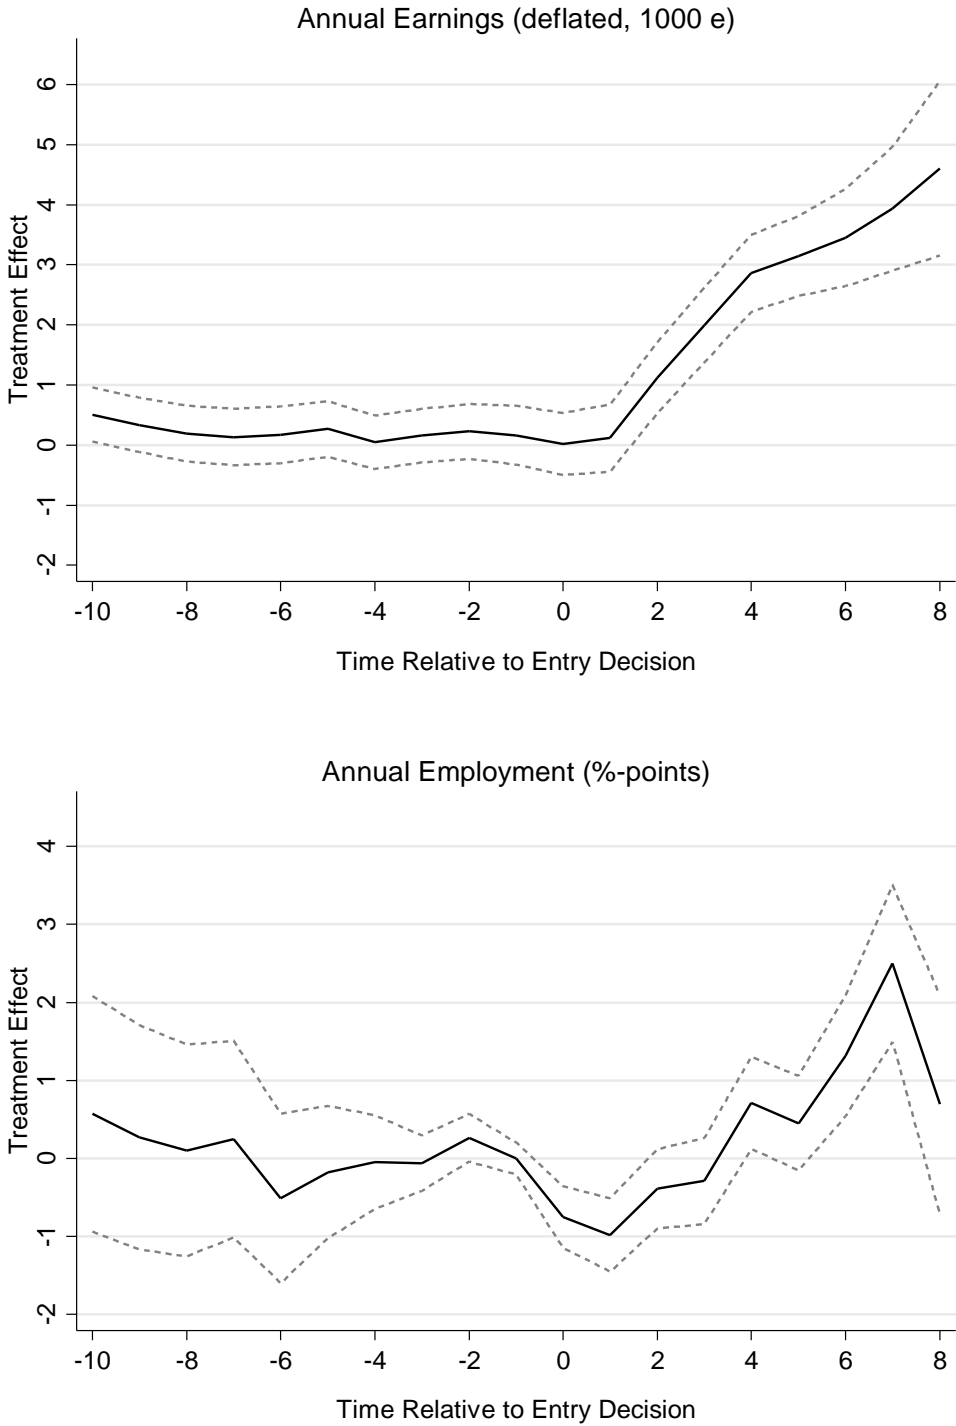 Annual Earnings (deflated, 1000 e)
6
5
4
3
2
1
0
-1
-2
Treatment Effect
-10 -8 -6 -4 -2 0 2 4 6 8
Time Relative to Entry Decision
Annual Employment (%-points)
4
3
2
1
0
-1
-2
Treatment Effect
-10 -8 -6 -4 -2 0 2 4 6 8
Time Relative to Entry Decision